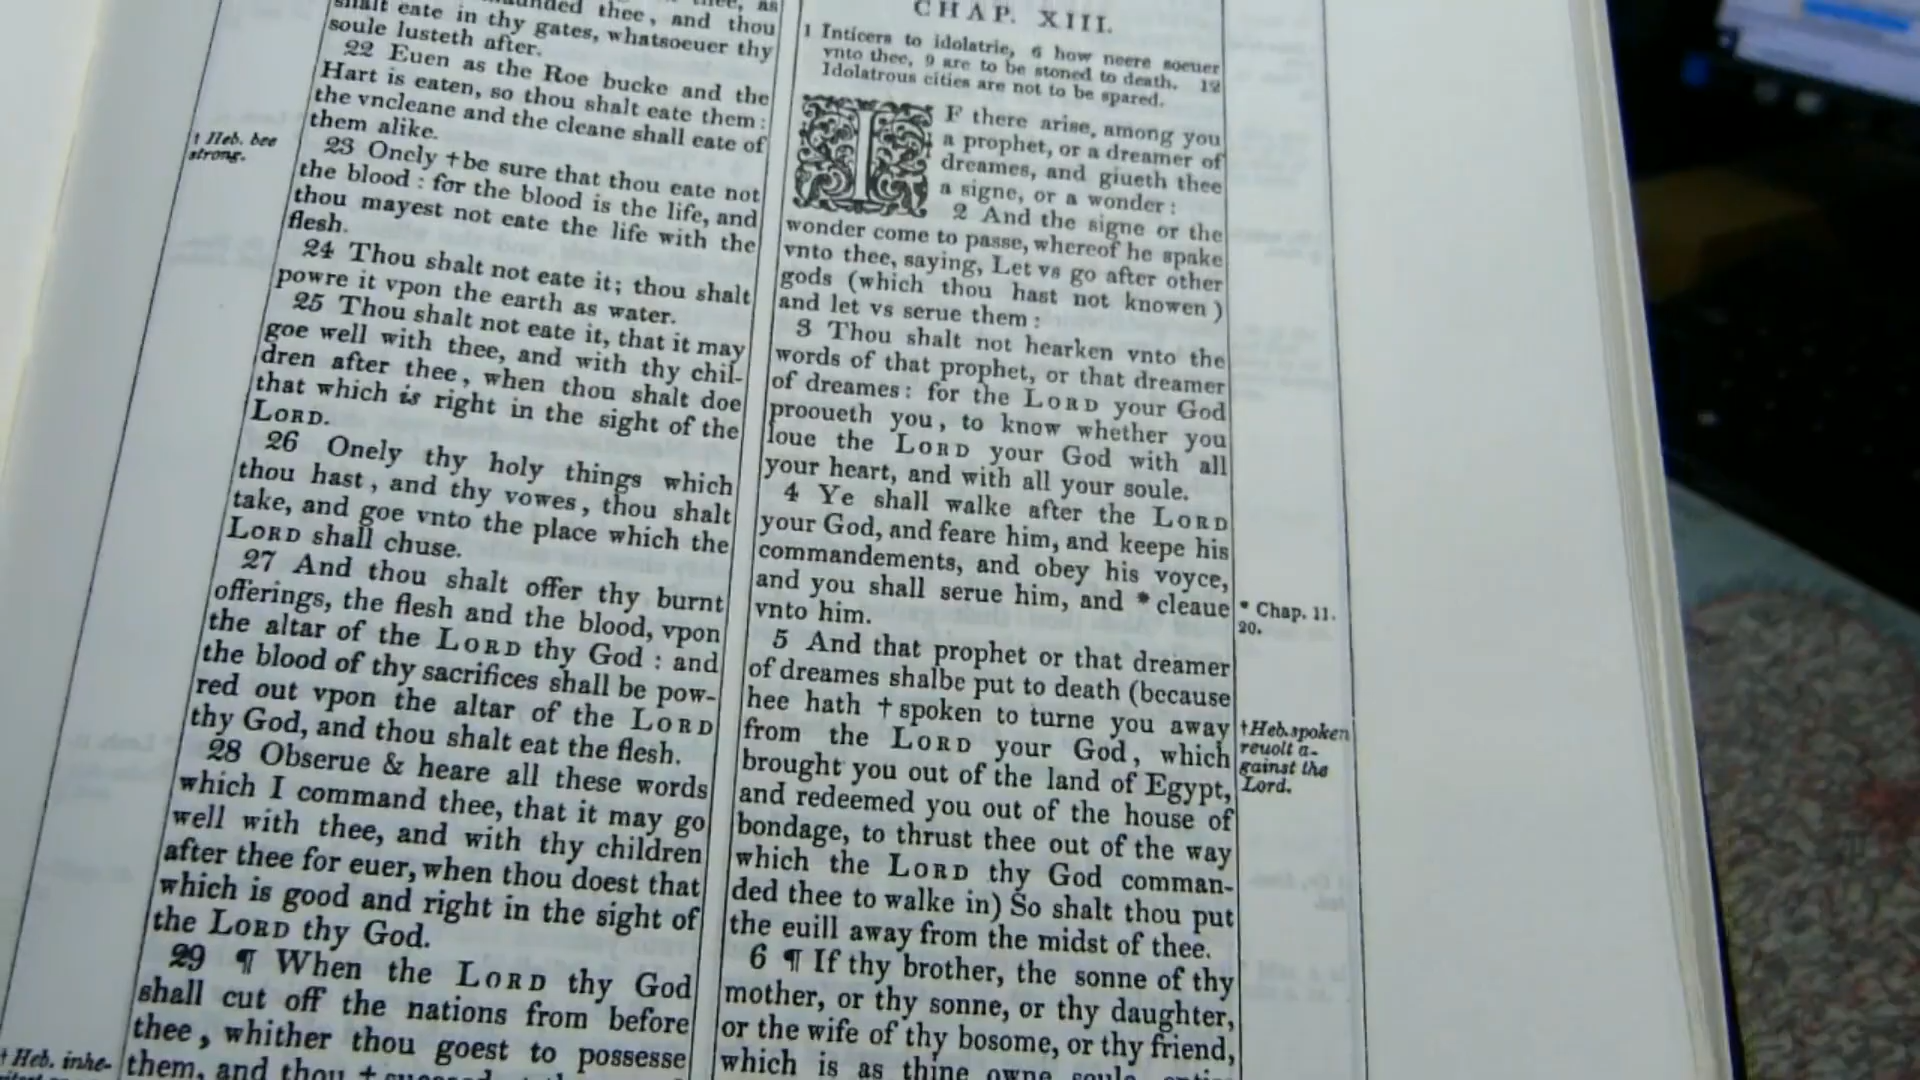 thee, and thou
shalt eate in thy gates, whatsoeuer thy
soule lusteth after.
22 Euen as the Roe bucke and the
Hart is eaten, so thou shalt eate them:
the vncleane and the cleane shall eate of
them alike.
† Heb. bee
strong.
23 Onely † be sure that thou eate not
the blood : for the blood is the life, and
thou mayest not eate the life with the
flesh.
24 Thou shalt not eate it; thou shalt
powre it vpon the earth as water.
25 Thou shalt not eate it, that it may
goe well with thee, and with thy chil-
dren after thee, when thou shalt doe
that which is right in the sight of the
LORD.
26 Onely thy holy things which
thou hast, and thy vowes, thou shalt
take, and goe vnto the place which the
LORD shall chuse.
27 And thou shalt offer thy burnt
offerings, the flesh and the blood, vpon
the altar of the LORD thy God : and
the blood of thy sacrifices shall be pow-
red out vpon the altar of the LORD
thy God, and thou shalt eat the flesh.
28 Obserue & heare all these words
which I command thee, that it may go
well with thee, and with thy children
after thee for euer, when thou doest that
which is good and right in the sight of
the LORD thy God.
29 ¶ When the LORD thy God
shall cut off the nations from before
thee, whither thou goest to possesse
† Heb. inhe-
them, and thou †
CHAP. XIII.
1 Inticers to idolatrie, 6 how neere soeuer
vnto thee, 9 are to be stoned to death. 12
Idolatrous cities are not to be spared.
IF there arise among you
a prophet, or a dreamer of
dreames, and giueth thee
a signe, or a wonder :
2 And the signe or the
wonder come to passe, whereof he spake
vnto thee, saying, Let vs go after other
gods (which thou hast not knowen )
and let vs serue them :
3 Thou shalt not hearken vnto the
words of that prophet, or that dreamer
of dreames : for the LORD your God
prooueth you, to know whether you
loue the LORD your God with all
your heart, and with all your soule.
4 Ye shall walke after the LORD
your God, and feare him, and keepe his
commandements, and obey his voyce,
and you shall serue him, and * cleaue
vnto him.
* Chap. 11.
20.
5 And that prophet or that dreamer
of dreames shalbe put to death (because
hee hath † spoken to turne you away
from the LORD your God, which
brought you out of the land of Egypt,
and redeemed you out of the house of
bondage, to thrust thee out of the way
which the LORD thy God comman-
ded thee to walke in) So shalt thou put
the euill away from the midst of thee.
† Heb. spoken
reuolt a-
gainst the
Lord.
6 ¶ If thy brother, the sonne of thy
mother, or thy sonne, or thy daughter,
or the wife of thy bosome, or thy friend,
which is as thine owne soule